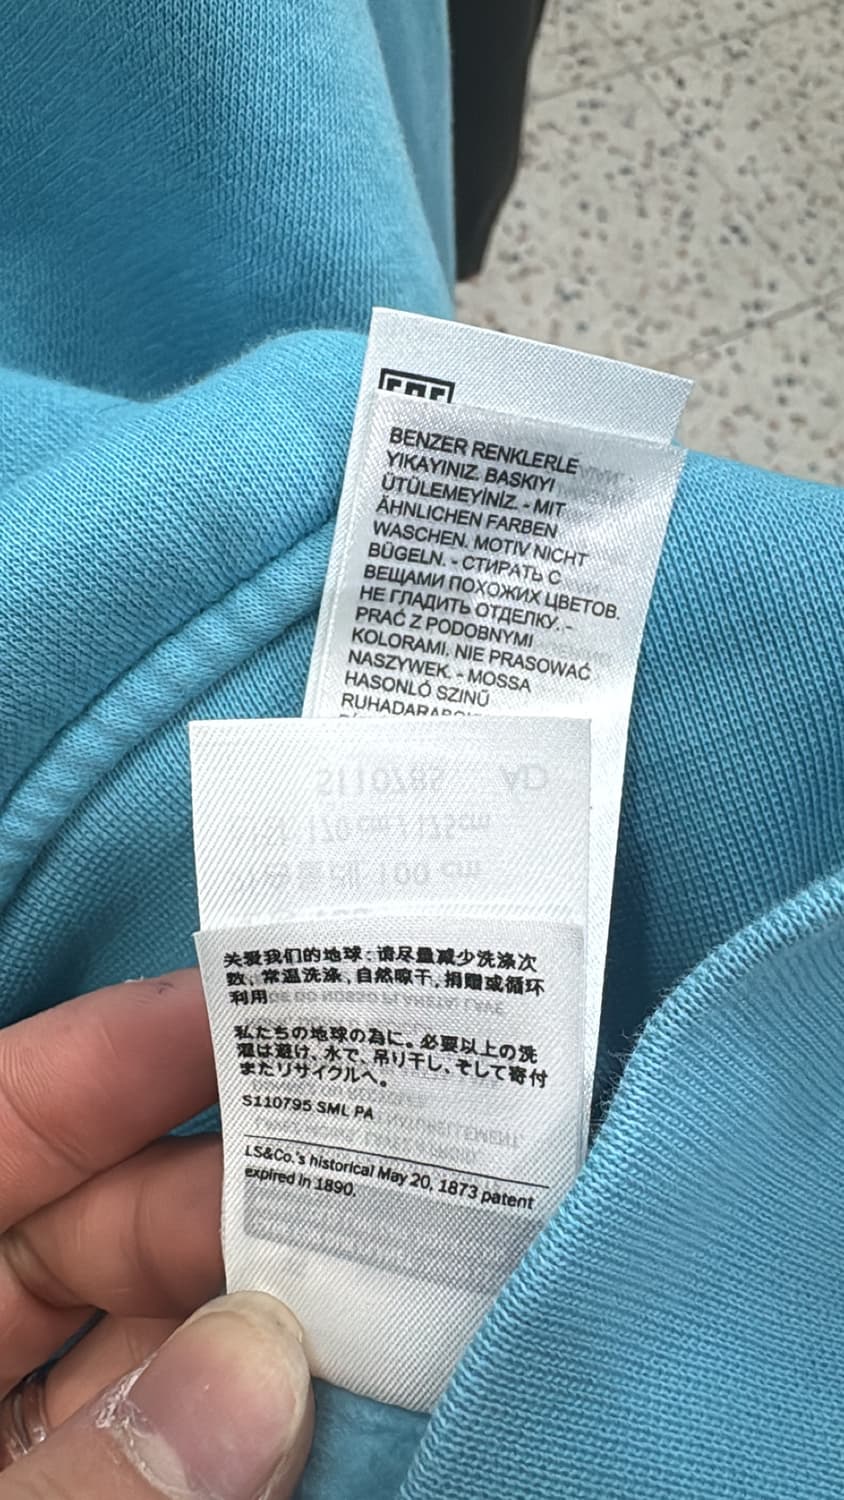 BENZER RENKLERLE
YIKAYINIZ. BASKIYI
ÜTÜLEMEYİNİZ. - MIT
ÄHNLICHEN FARBEN
WASCHEN. MOTIV NICHT
BÜGELN. - СТИРАТЬ С
ВЕЩАМИ ПОХОЖИХ ЦВЕТОВ.
НЕ ГЛАДИТЬ ОТДЕЛКУ. -
PRAĆ Z PODOBNYMI
KOLORAMI. NIE PRASOWAĆ
NASZYWEK. - MOSSA
HASONLÓ SZINŰ
关爱我们的地球：请尽量减少洗涤次
数、常温洗涤,自然晾干,捐赠或循环
利用
私たちの地球の為に。必要以上の洗
濯は避け、水で、吊り干し、そして寄付
またリサイクルへ。
S110795 SML PA
LS&Co.'s historical May 20, 1873 patent
expired in 1890.